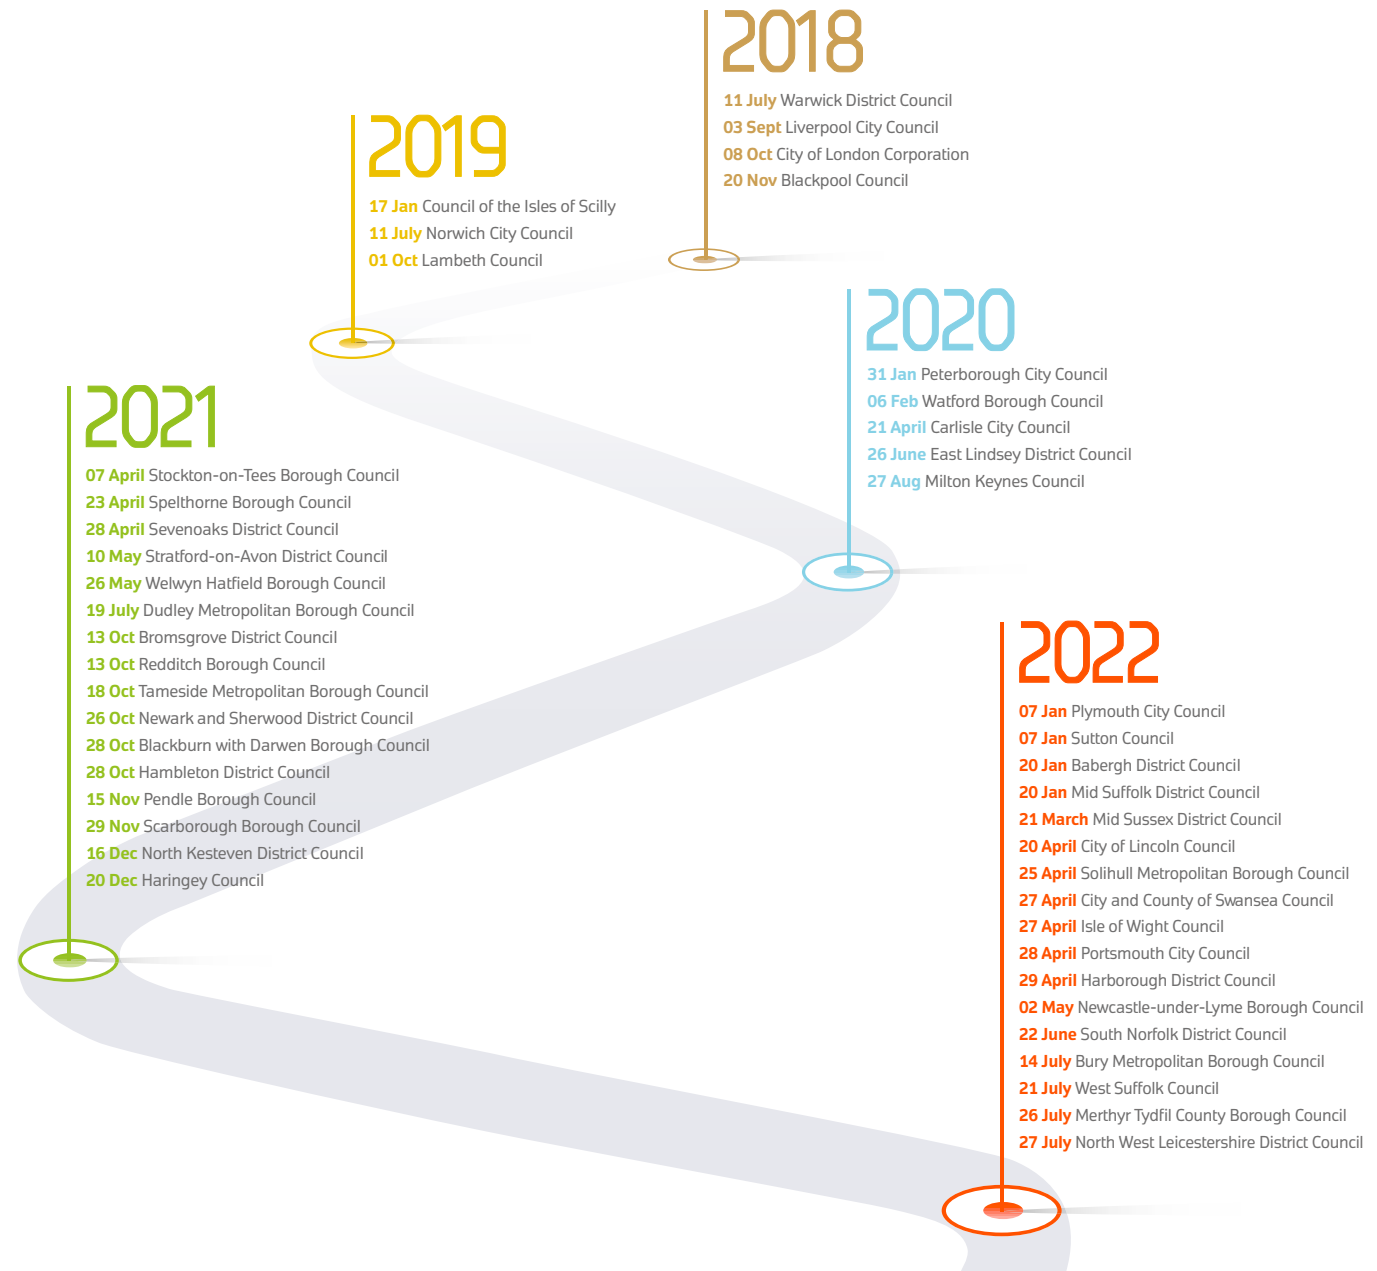 2018
11 July Warwick District Council
03 Sept Liverpool City Council
08 Oct City of London Corporation
20 Nov Blackpool Council
2019
17 Jan Council of the Isles of Scilly
11 July Norwich City Council
01 Oct Lambeth Council
2020
31 Jan Peterborough City Council
06 Feb Watford Borough Council
21 April Carlisle City Council
26 June East Lindsey District Council
27 Aug Milton Keynes Council
2021
07 April Stockton-on-Tees Borough Council
23 April Spelthorne Borough Council
28 April Sevenoaks District Council
10 May Stratford-on-Avon District Council
26 May Welwyn Hatfield Borough Council
19 July Dudley Metropolitan Borough Council
13 Oct Bromsgrove District Council
13 Oct Redditch Borough Council
18 Oct Tameside Metropolitan Borough Council
26 Oct Newark and Sherwood District Council
28 Oct Blackburn with Darwen Borough Council
28 Oct Hambleton District Council
15 Nov Pendle Borough Council
29 Nov Scarborough Borough Council
16 Dec North Kesteven District Council
20 Dec Haringey Council
2022
07 Jan Plymouth City Council
07 Jan Sutton Council
20 Jan Babergh District Council
20 Jan Mid Suffolk District Council
21 March Mid Sussex District Council
20 April City of Lincoln Council
25 April Solihull Metropolitan Borough Council
27 April City and County of Swansea Council
27 April Isle of Wight Council
28 April Portsmouth City Council
29 April Harborough District Council
02 May Newcastle-under-Lyme Borough Council
22 June South Norfolk District Council
14 July Bury Metropolitan Borough Council
21 July West Suffolk Council
26 July Merthyr Tydfil County Borough Council
27 July North West Leicestershire District Council